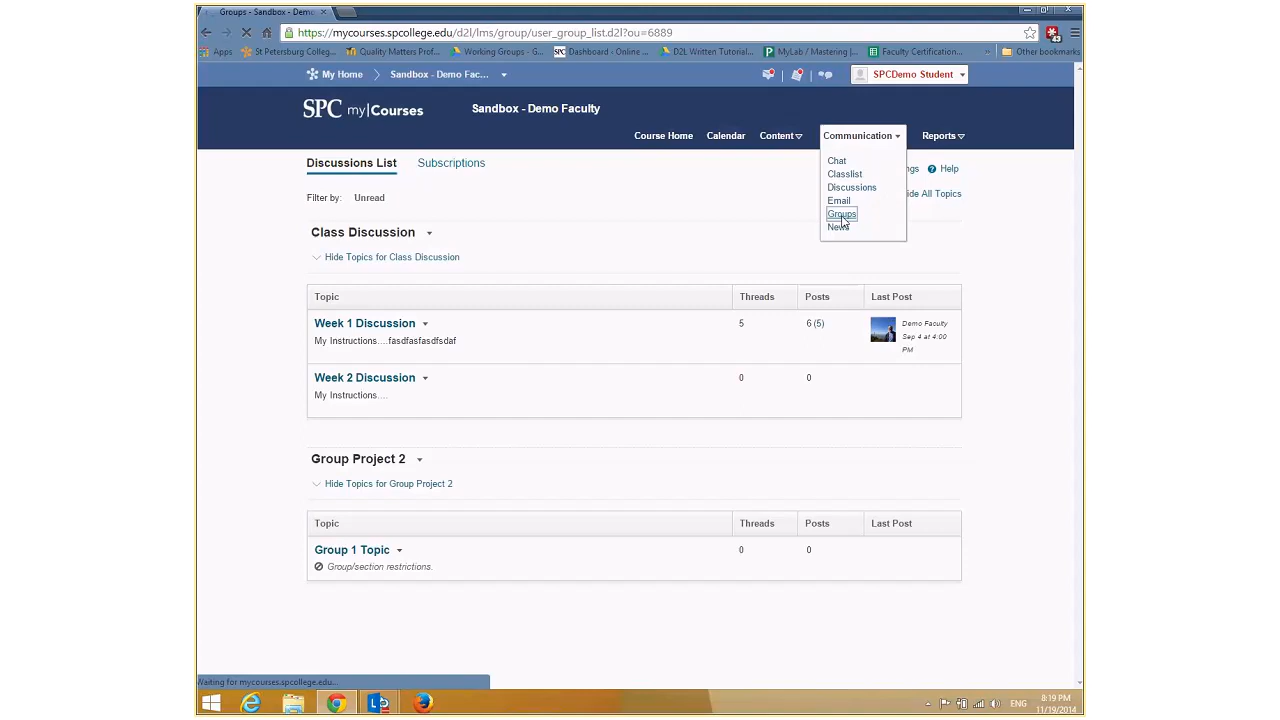 Groups - Sandbox - Demo
https://mycourses.spcollege.edu/d2l/lms/group/user_group_list.d2l?ou=6889
Apps St Petersburg Colleg... Quality Matters Prof... Working Groups - G... SPC Dashboard - Online ... D2L Written Tutorial... MyLab / Mastering |... Faculty Certification... » Other bookmarks
43
My Home Sandbox - Demo Fac... SPCDemo Student
SPC my|Courses Sandbox - Demo Faculty
Course Home Calendar Content Communication Reports
Chat
Classlist
Discussions
Email
Groups
News
Discussions List Subscriptions
ngs Help
Filter by: Unread
ide All Topics
Class Discussion
Hide Topics for Class Discussion
Topic Threads Posts Last Post
Week 1 Discussion 5 6 (5) Demo Faculty
Sep 4 at 4:00
PM
My Instructions....fasdfasfasdfsdaf
Week 2 Discussion 0 0
My Instructions....
Group Project 2
Hide Topics for Group Project 2
Topic Threads Posts Last Post
Group 1 Topic 0 0
Group/section restrictions.
Waiting for mycourses.spcollege.edu...
ENG 8:19 PM
11/19/2014